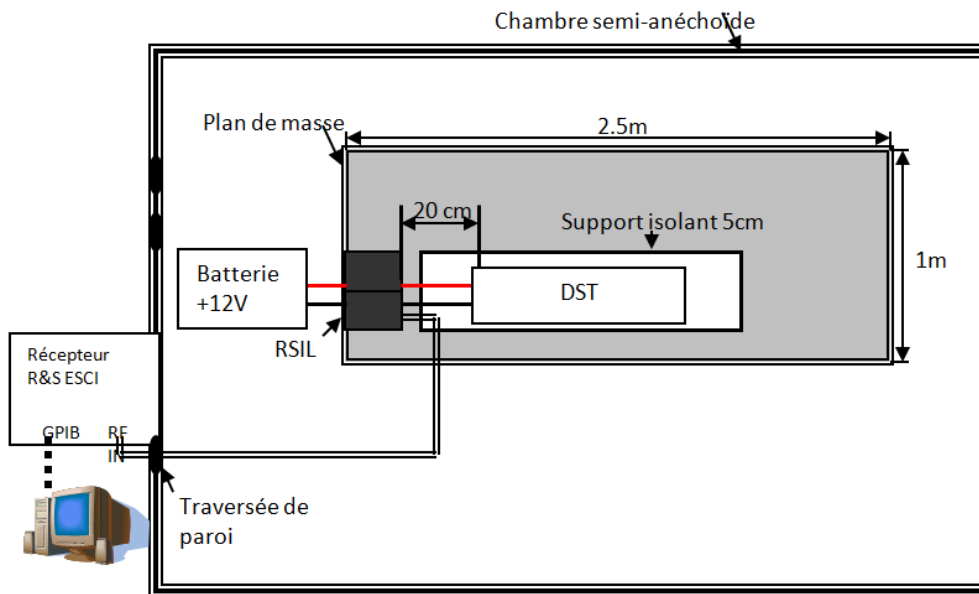 Chambre semi-anéchoïde
Plan de masse
2.5m
20 cm
Support isolant 5cm
1m
Batterie
+12V
DST
RSIL
Récepteur
R&S ESCI
GPIB
RF
IN
Traversée de
paroi